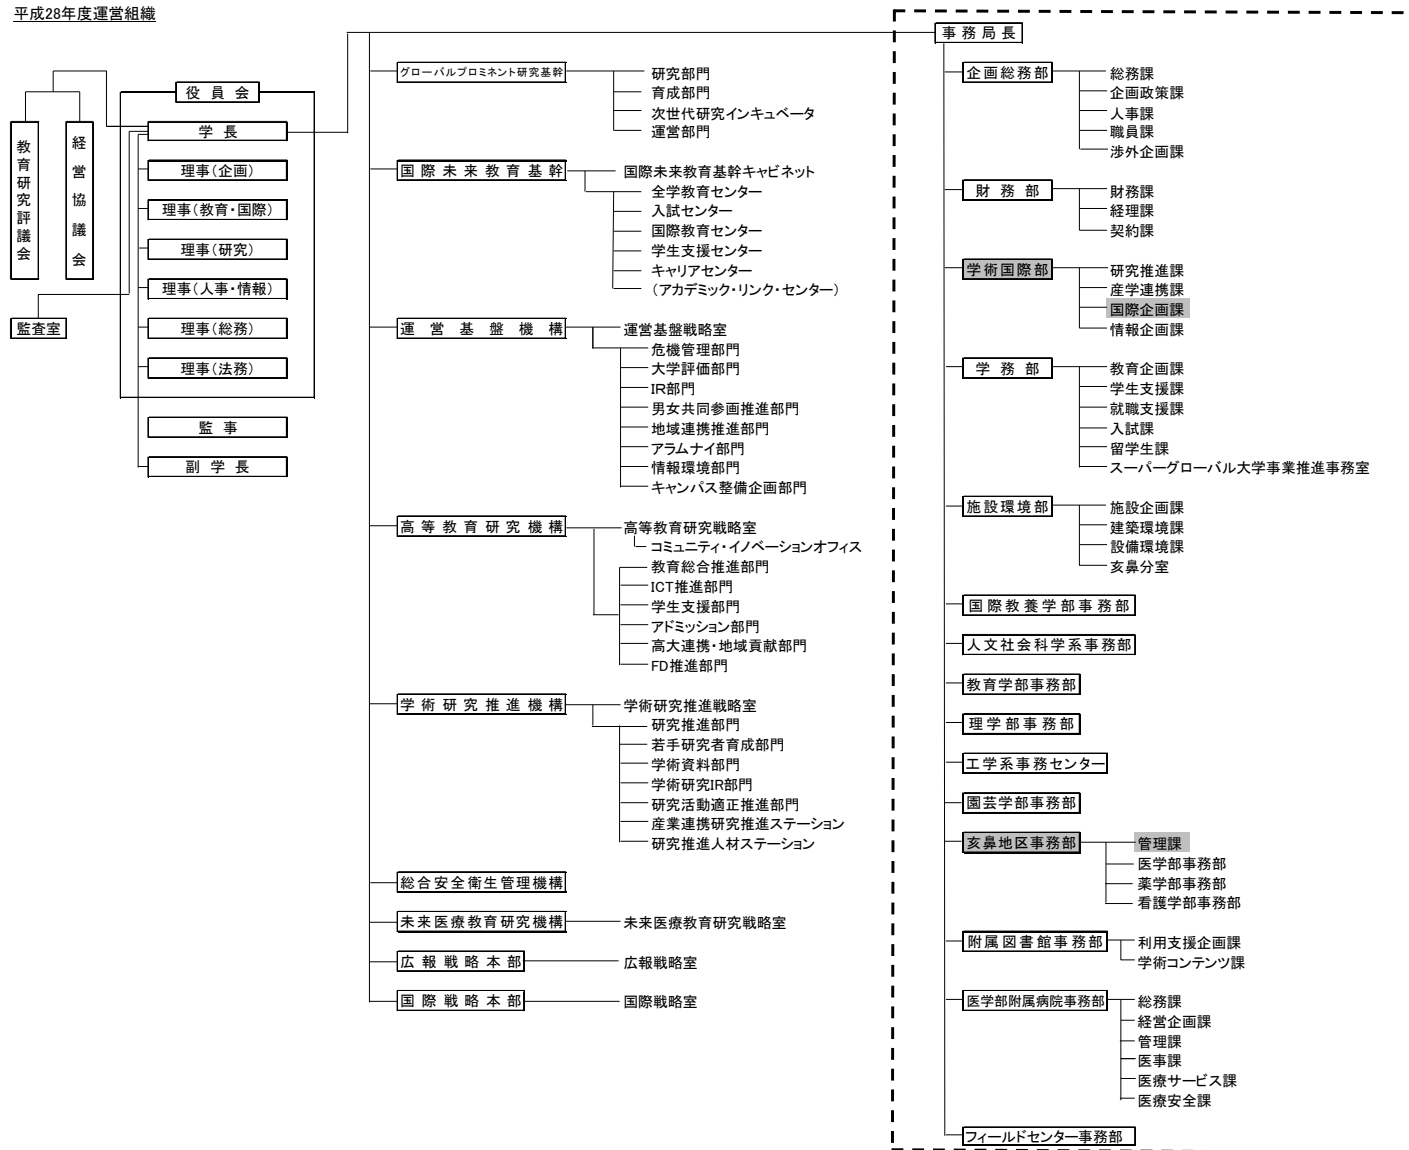 平成28年度運営組織
役員会
学長
理事(企画)
理事(教育・国際)
理事(研究)
理事(人事・情報)
理事(総務)
理事(法務)
監事
副学長
教育研究評議会
経営協議会
監査室
グローバルプロミネント研究基幹
研究部門
育成部門
次世代研究インキュベータ
運営部門
国際未来教育基幹
国際未来教育基幹キャビネット
全学教育センター
入試センター
国際教育センター
学生支援センター
キャリアセンター
(アカデミック・リンク・センター)
運営基盤機構
運営基盤戦略室
危機管理部門
大学評価部門
IR部門
男女共同参画推進部門
地域連携推進部門
アラムナイ部門
情報環境部門
キャンパス整備企画部門
高等教育研究機構
高等教育研究戦略室
コミュニティ・イノベーションオフィス
教育総合推進部門
ICT推進部門
学生支援部門
アドミッション部門
高大連携・地域貢献部門
FD推進部門
学術研究推進機構
学術研究推進戦略室
研究推進部門
若手研究者育成部門
学術資料部門
学術研究IR部門
研究活動適正推進部門
産業連携研究推進ステーション
研究推進人材ステーション
総合安全衛生管理機構
未来医療教育研究機構
未来医療教育研究戦略室
広報戦略本部
広報戦略室
国際戦略本部
国際戦略室
事務局長
企画総務部
総務課
企画政策課
人事課
職員課
渉外企画課
財務部
財務課
経理課
契約課
学術国際部
研究推進課
産学連携課
国際企画課
情報企画課
学務部
教育企画課
学生支援課
就職支援課
入試課
留学生課
スーパーグローバル大学事業推進事務室
施設環境部
施設企画課
建築環境課
設備環境課
亥鼻分室
国際教養学部事務部
人文社会科学系事務部
教育学部事務部
理学部事務部
工学系事務センター
園芸学部事務部
亥鼻地区事務部
管理課
医学部事務部
薬学部事務部
看護学部事務部
附属図書館事務部
利用支援企画課
学術コンテンツ課
医学部附属病院事務部
総務課
経営企画課
管理課
医事課
医療サービス課
医療安全課
フィールドセンター事務部